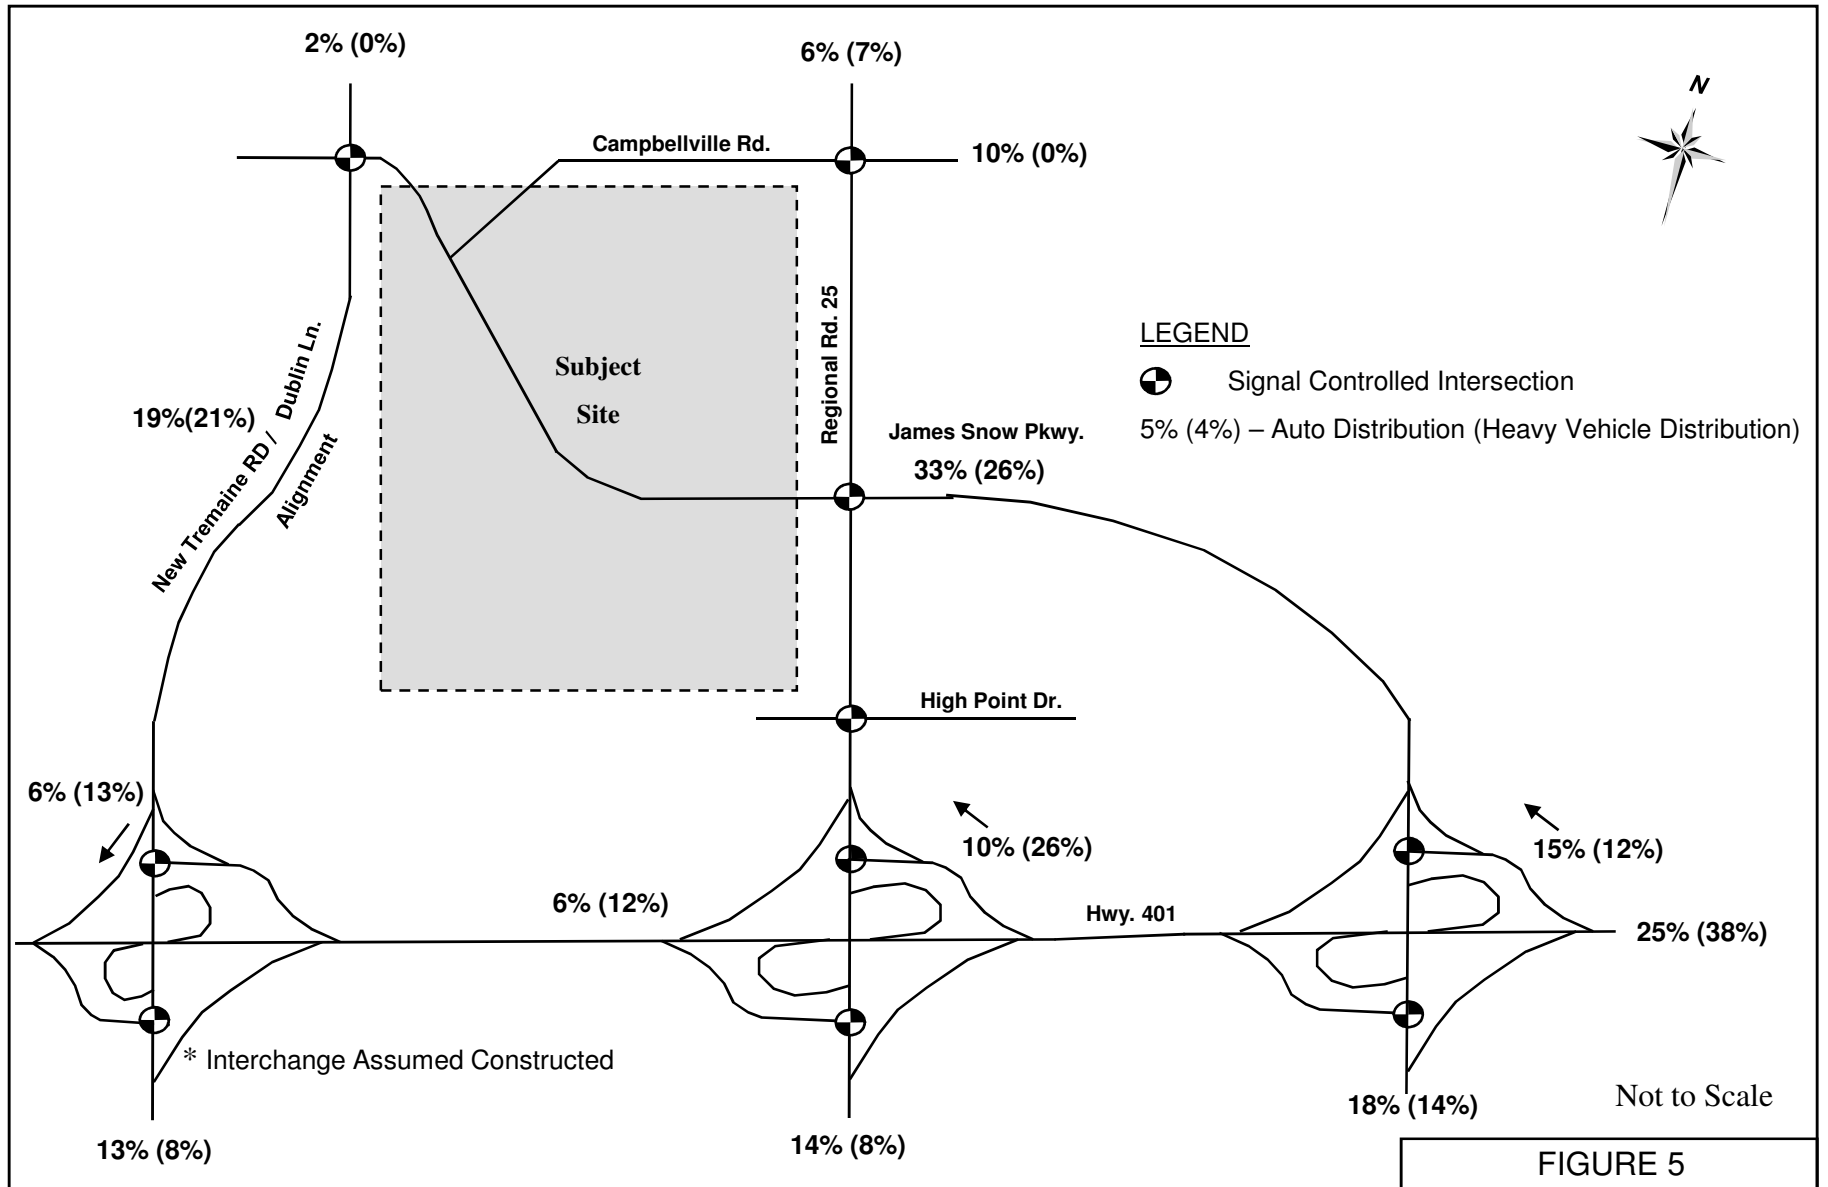 2% (0%)
6% (7%)
N
Campbellville Rd.
10% (0%)
Regional Rd. 25
LEGEND
Signal Controlled Intersection
5% (4%) – Auto Distribution (Heavy Vehicle Distribution)
Subject
Site
19%(21%)
New Tremaine RD / Dublin Ln.
Alignment
James Snow Pkwy.
33% (26%)
High Point Dr.
6% (13%)
10% (26%)
15% (12%)
6% (12%)
Hwy. 401
25% (38%)
* Interchange Assumed Constructed
13% (8%)
14% (8%)
18% (14%)
Not to Scale
FIGURE 5